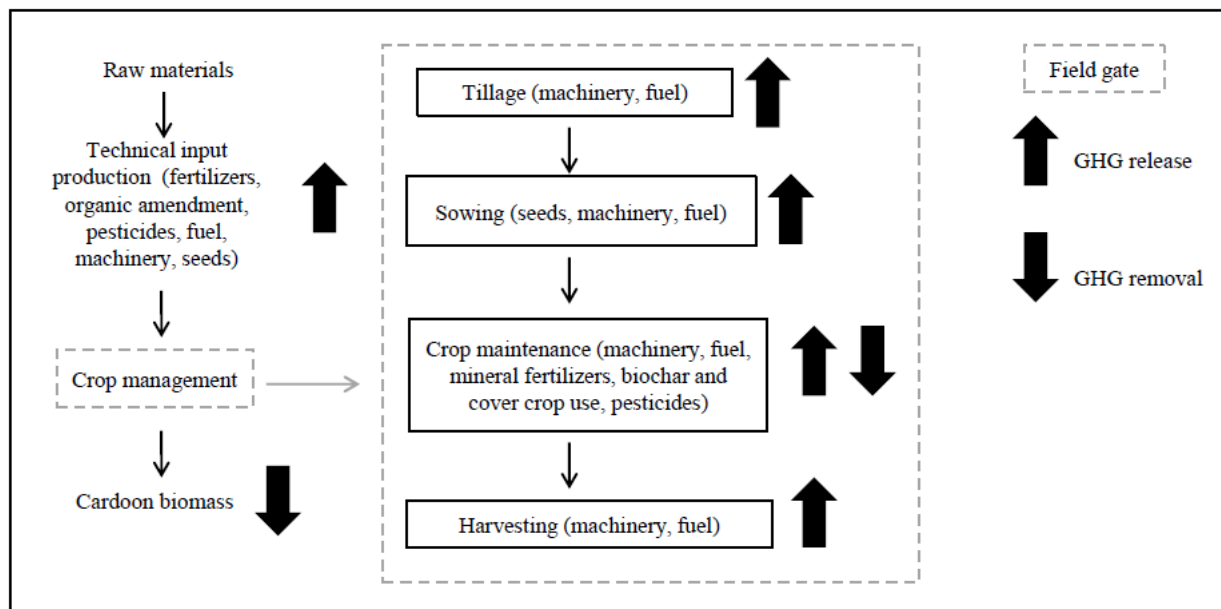 Raw materials
Technical input
production (fertilizers,
organic amendment,
pesticides, fuel,
machinery, seeds)
Crop management
Cardoon biomass
Tillage (machinery, fuel)
Sowing (seeds, machinery, fuel)
Crop maintenance (machinery, fuel,
mineral fertilizers, biochar and
cover crop use, pesticides)
Harvesting (machinery, fuel)
Field gate
GHG release
GHG removal